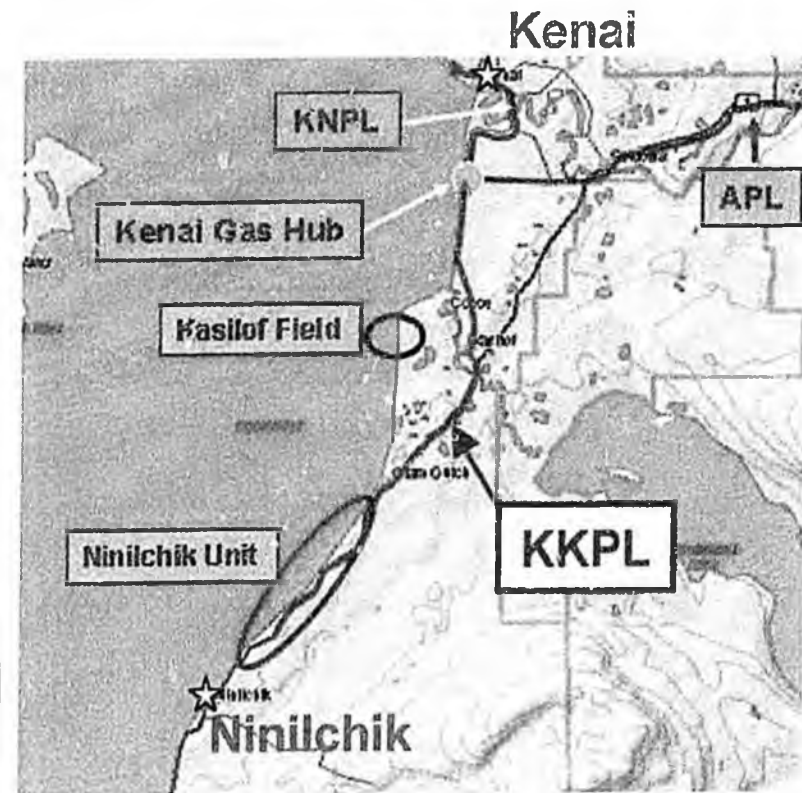 Kenai
KNPL
APL
Kenai Gas Hub
Kasilof Field
KKPL
Ninilchik Unit
Ninilchik